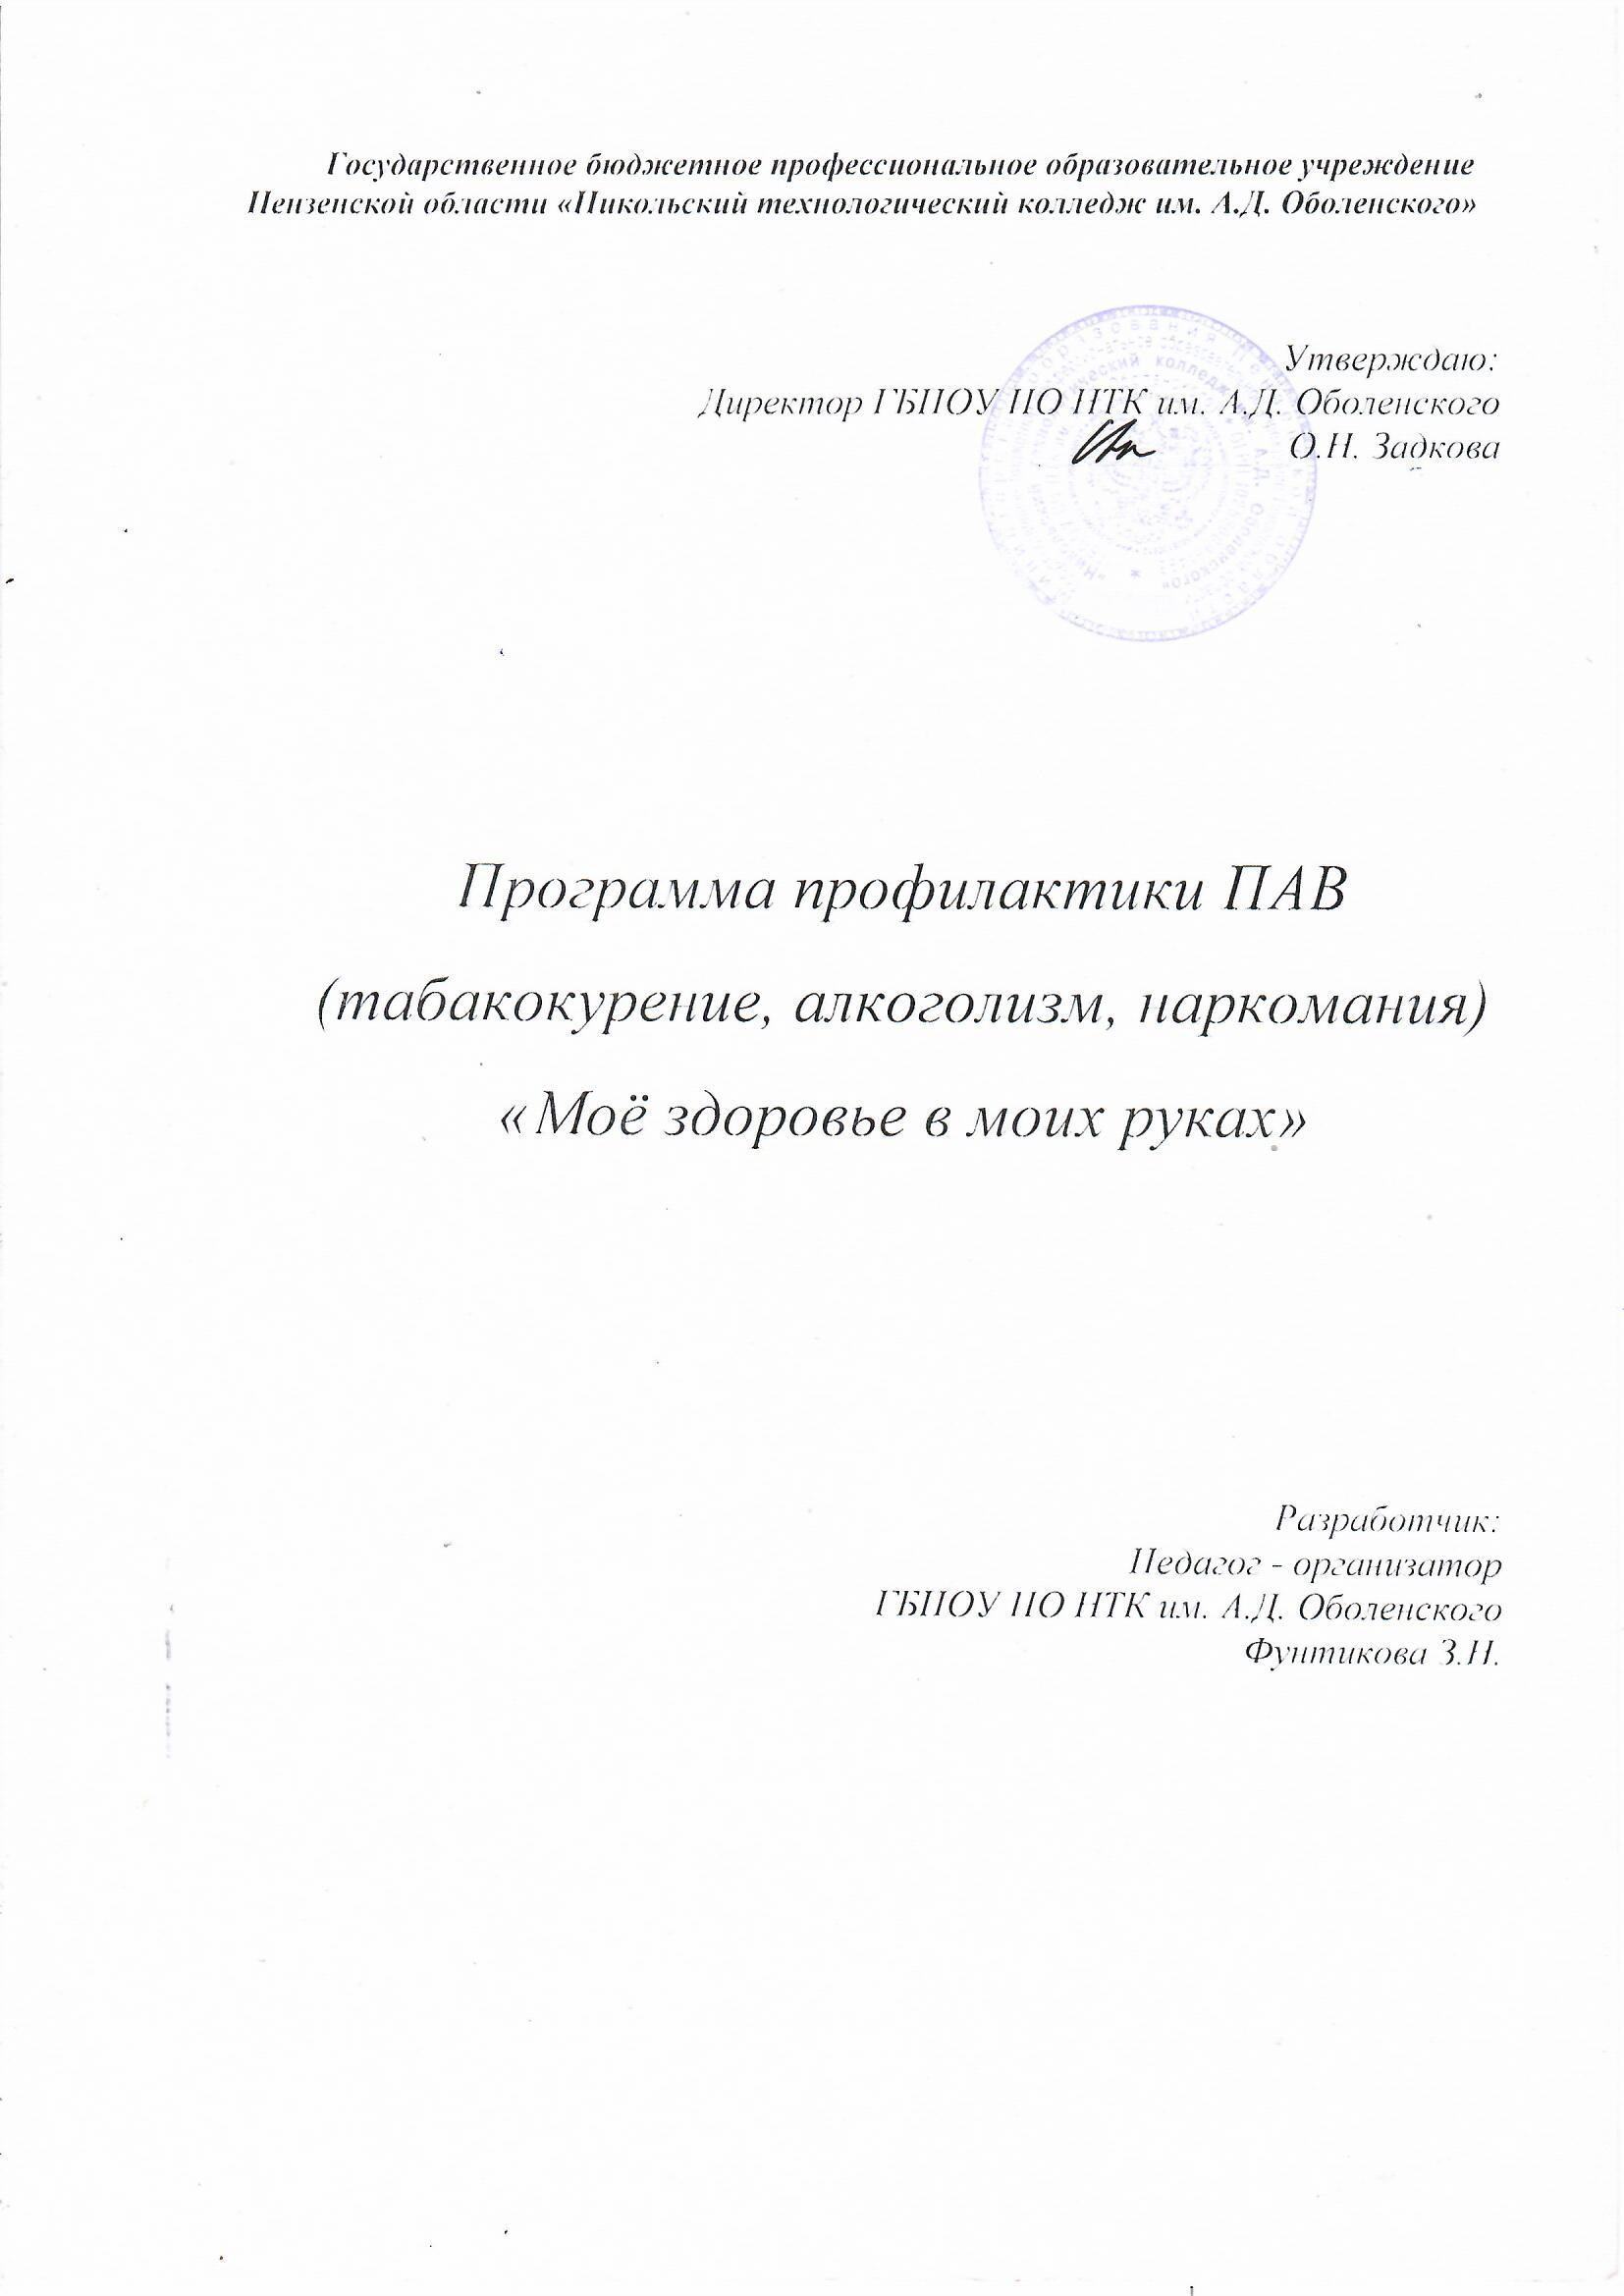 Государственное бюджетное профессиональное образовательное учреждение
Пензенской области «Никольский технологический колледж им. А.Д. Оболенского»
Утверждаю:
Директор ГБПОУ ПО НТК им. А.Д. Оболенского
О.Н. Задкова
Программа профилактики ПАВ
(табакокурение, алкоголизм, наркомания)
«Моё здоровье в моих руках»
Разработчик:
Педагог - организатор
ГБПОУ ПО НТК им. А.Д. Оболенского
Фунтикова З.Н.